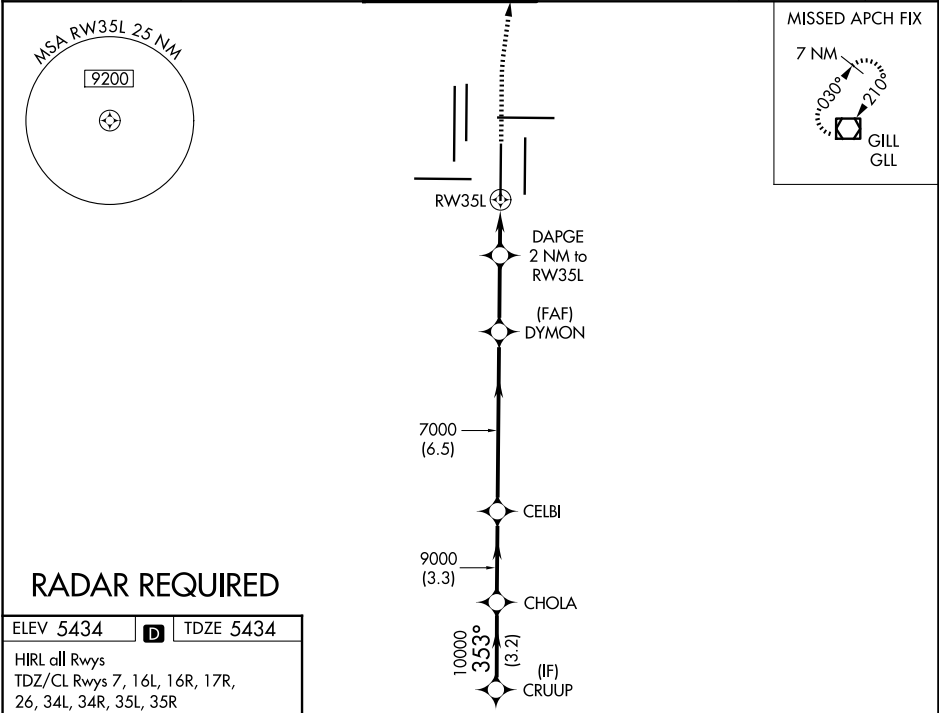 MSA RW35L 25 NM
9200
MISSED APCH FIX
7 NM
030°
210°
GILL
GLL
RW35L
DAPGE
2 NM to
RW35L
(FAF)
DYMON
7000
(6.5)
CELBI
9000
(3.3)
CHOLA
10000
353°
(3.2)
(IF)
CRUUP
RADAR REQUIRED
ELEV 5434 D TDZE 5434
HIRL all Rwys
TDZ/CL Rwys 7, 16L, 16R, 17R,
26, 34L, 34R, 35L, 35R